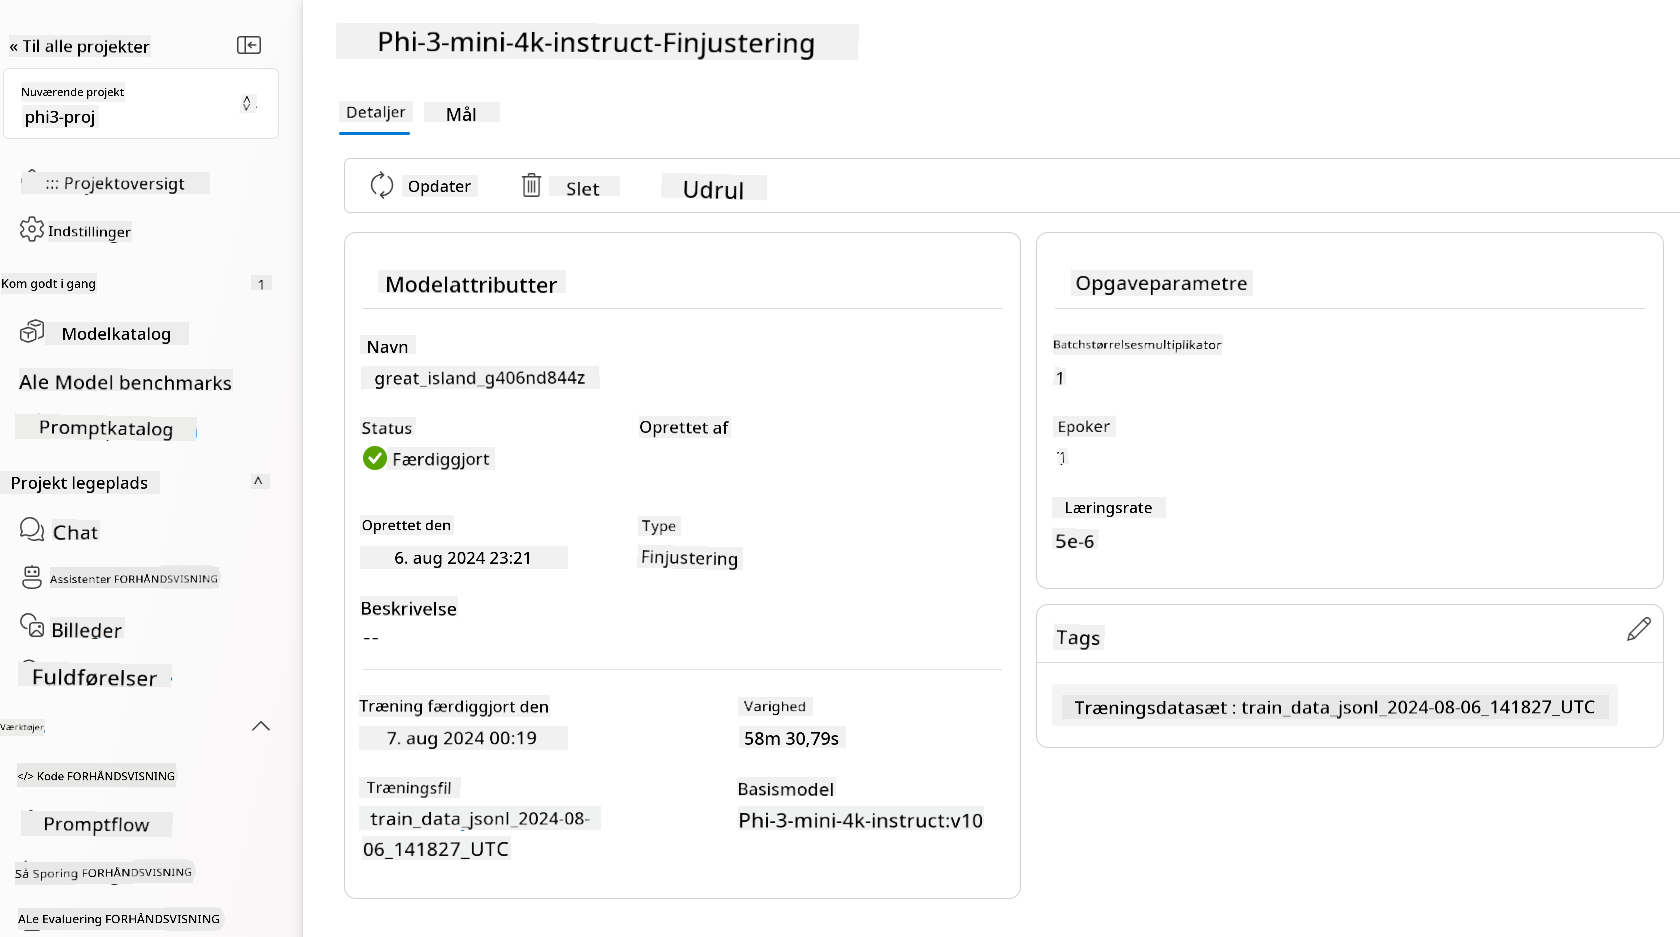 « Til alle projekter
Nuværende projekt
phi3-proj
::: Projektoversigt
Indstillinger
Kom godt i gang
1
Modelkatalog
Ale Model benchmarks
Promptkatalog
Projekt legeplads
^
Chat
Assistenter FORHÅNDSVISNING
Billeder
Fuldførelser
Værktøjer
</> Kode FORHÅNDSVISNING
Promptflow
Så Sporing FORHÅNDSVISNING
ALe Evaluering FORHÅNDSVISNING
Phi-3-mini-4k-instruct-Finjustering
Detaljer
Mål
Opdater
Slet
Udrul
Modelattributter
Navn
great_island_g406nd844z
Status
Oprettet af
Færdiggjort
Oprettet den
Type
6. aug 2024 23:21
Finjustering
Beskrivelse
--
Træning færdiggjort den
Varighed
7. aug 2024 00:19
58m 30,79s
Træningsfil
Basismodel
train_data_jsonl_2024-08-
Phi-3-mini-4k-instruct:v10
06_141827_UTC
Opgaveparametre
Batchstørrelsesmultiplikator
1
Epoker
1
Læringsrate
5e-6
Tags
Træningsdatasæt : train_data_jsonl_2024-08-06_141827_UTC